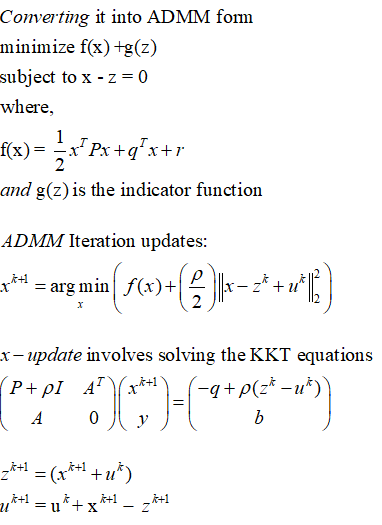 Converting it into ADMM form
minimize f(x) +g(z)
subject to x - z = 0
where,
f(x) = \frac{1}{2} x^T Px + q^T x + r
and g(z) is the indicator function
ADMM Iteration updates:
x^{k+1} = \arg\min_x \left( f(x) + \left( \frac{\rho}{2} \right) \left\| x - z^k + u^k \right\|_2^2 \right)
x - update involves solving the KKT equations
\begin{pmatrix} P + \rho I & A^T \\ A & 0 \end{pmatrix} \begin{pmatrix} x^{k+1} \\ y \end{pmatrix} = \begin{pmatrix} -q + \rho(z^k - u^k) \\ b \end{pmatrix}
z^{k+1} = (x^{k+1} + u^k)
u^{k+1} = u^k + x^{k+1} - z^{k+1}